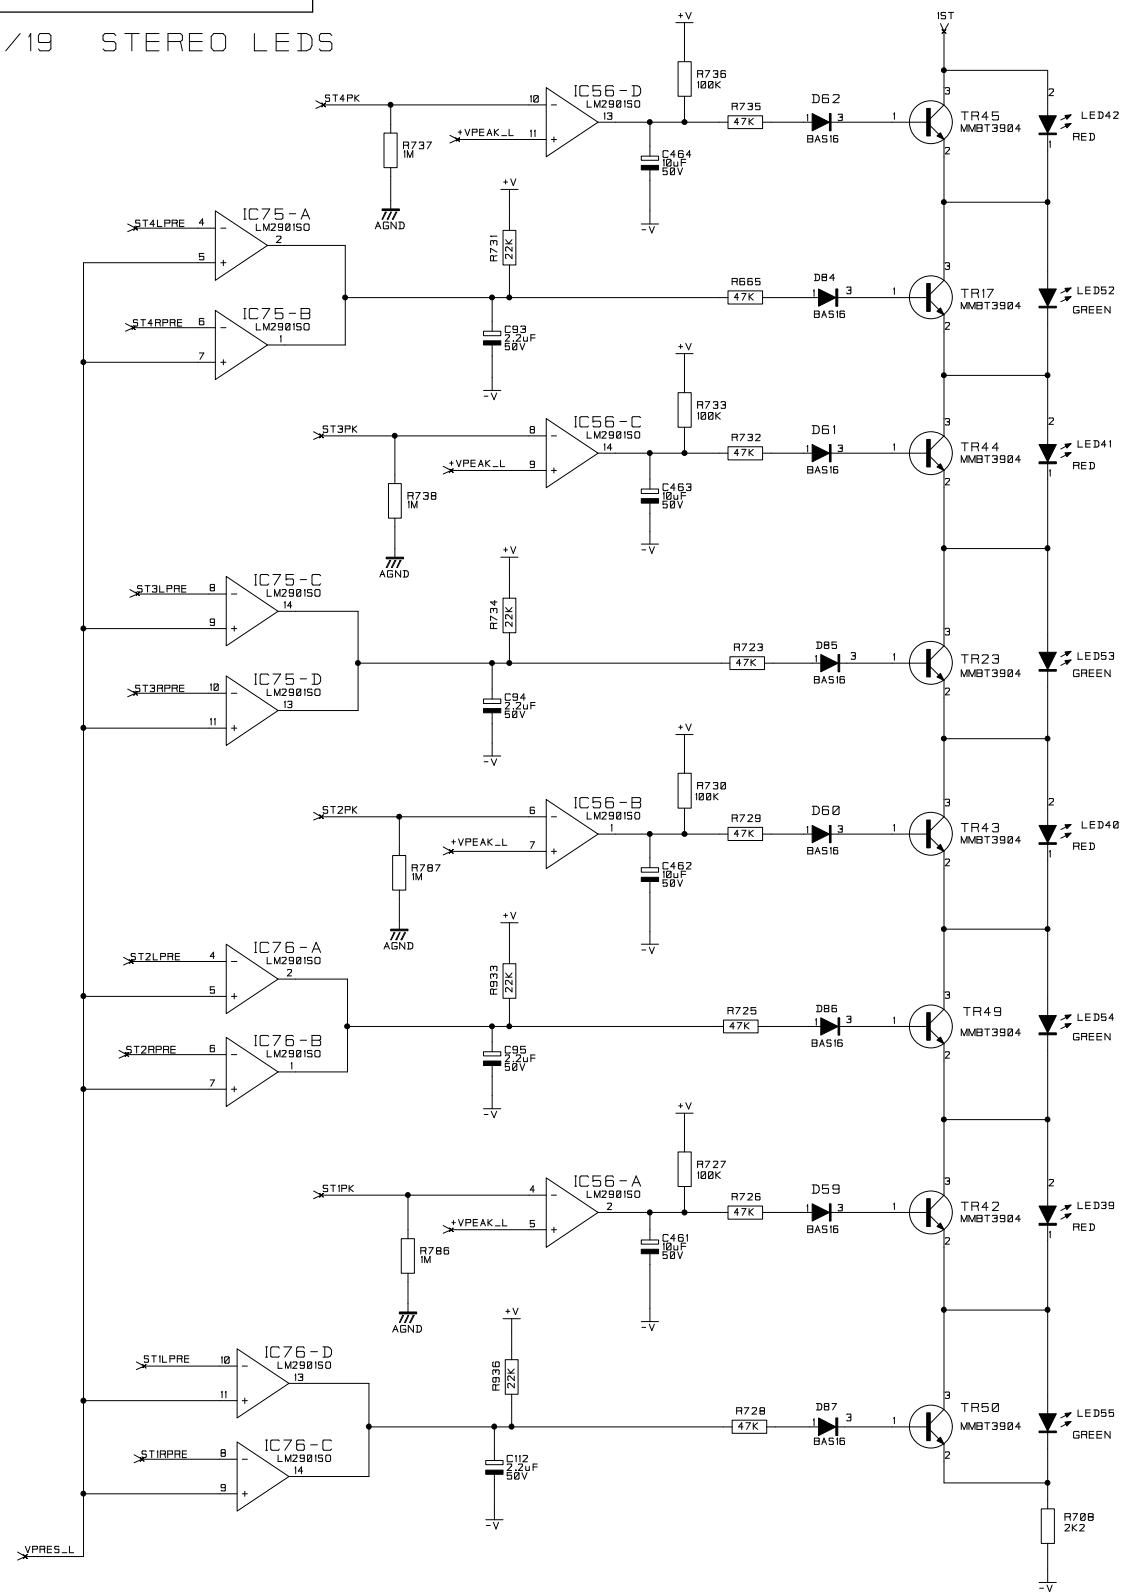 /19 STEREO LEDS
+V
1ST
ST4PK
10
IC56-D
LM2901SO
13
+VPEAK_L
11
R737
1M
AGND
R736
100K
R735
47K
C464
10uF
50V
-V
D62
1
3
BAS16
1
3
2
TR45
MMBT3904
2
1
LED42
RED
ST4LPRE
4
5
IC75-A
LM2901SO
2
ST4RPRE
6
7
IC75-B
LM2901SO
1
+V
R731
22K
C93
2.2uF
50V
-V
R665
47K
D84
1
3
BAS16
1
3
2
TR17
MMBT3904
LED52
GREEN
+V
R733
100K
ST3PK
8
IC56-C
LM2901SO
14
+VPEAK_L
9
R738
1M
AGND
R732
47K
C463
10uF
50V
-V
D61
1
3
BAS16
1
3
2
TR44
MMBT3904
2
1
LED41
RED
ST3LPRE
8
9
IC75-C
LM2901SO
14
ST3RPRE
10
11
IC75-D
LM2901SO
13
+V
R734
22K
C94
2.2uF
50V
-V
R723
47K
D85
1
3
BAS16
1
3
2
TR23
MMBT3904
LED53
GREEN
+V
R730
100K
ST2PK
6
IC56-B
LM2901SO
1
+VPEAK_L
7
R787
1M
AGND
R729
47K
C462
10uF
50V
-V
D60
1
3
BAS16
1
3
2
TR43
MMBT3904
2
1
LED40
RED
ST2LPRE
4
5
IC76-A
LM2901SO
2
ST2RPRE
6
7
IC76-B
LM2901SO
1
+V
R933
22K
C95
2.2uF
50V
-V
R725
47K
D86
1
3
BAS16
1
3
2
TR49
MMBT3904
LED54
GREEN
+V
R727
100K
ST1PK
4
IC56-A
LM2901SO
2
+VPEAK_L
5
R786
1M
AGND
R726
47K
C461
10uF
50V
-V
D59
1
3
BAS16
1
3
2
TR42
MMBT3904
2
1
LED39
RED
ST1LPRE
10
11
IC76-D
LM2901SO
13
ST1RPRE
8
9
IC76-C
LM2901SO
14
+V
R936
22K
C112
2.2uF
50V
-V
R728
47K
D87
1
3
BAS16
1
3
2
TR50
MMBT3904
LED55
GREEN
R708
2K2
-V
VPRES_L